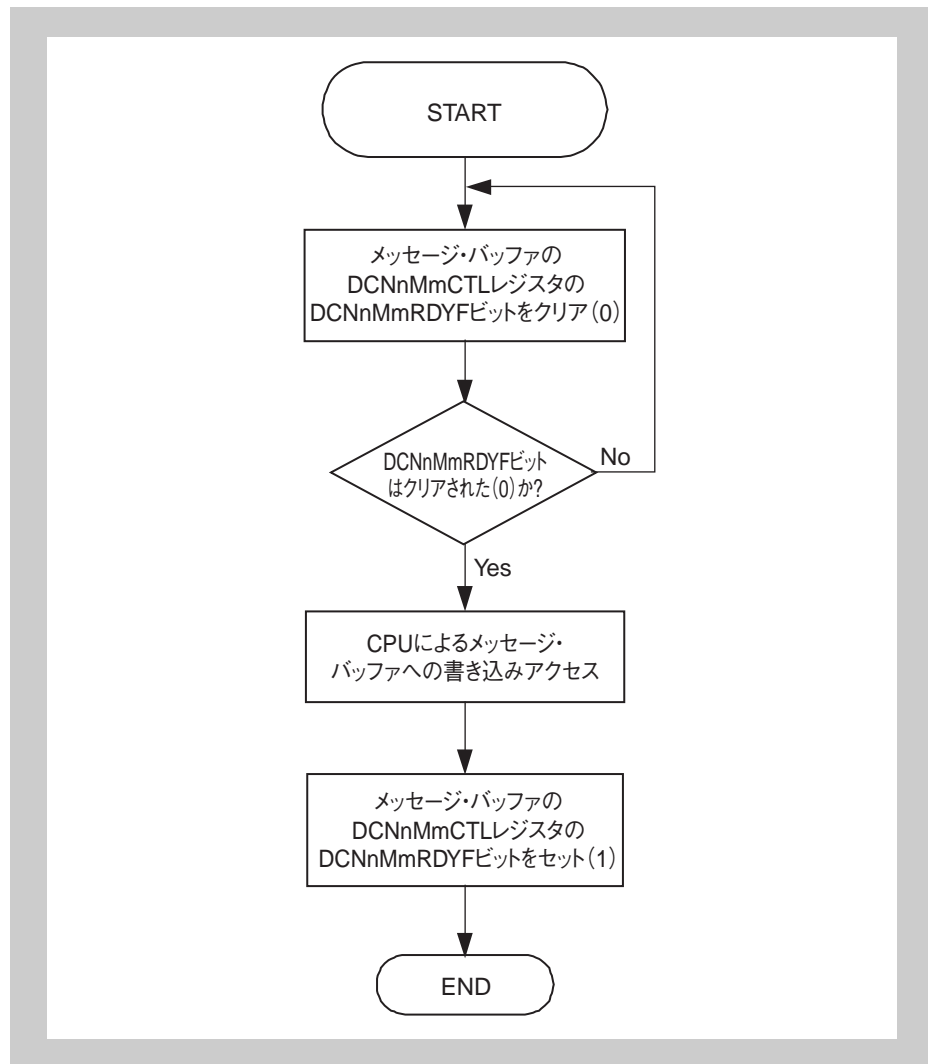 START
メッセージ・バッファの
DCNnMmCTLレジスタの
DCNnMmRDYFビットをクリア(0)
DCNnMmRDYFビット
はクリアされた(0)か?
No
Yes
CPUによるメッセージ・
バッファへの書き込みアクセス
メッセージ・バッファの
DCNnMmCTLレジスタの
DCNnMmRDYFビットをセット(1)
END